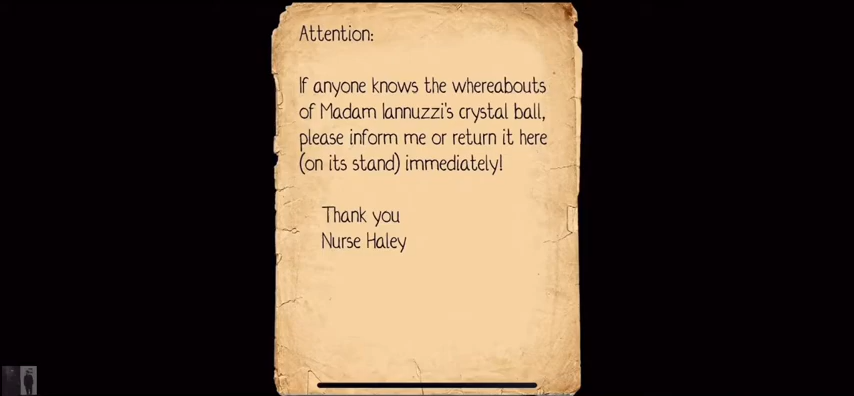 Attention:
If anyone knows the whereabouts
of Madam Iannuzzi's crystal ball,
please inform me or return it here
(on its stand) immediately!
Thank you
Nurse Haley